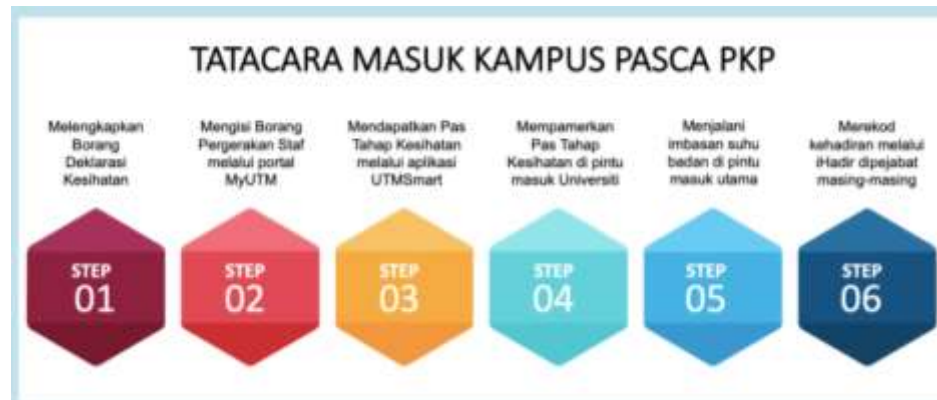 TATACARA MASUK KAMPUS PASCA PKP
Melengkapkan
Borang
Deklarasi
Kesihatan
Mengisi Borang
Pergerakan Staf
melalui portal
MyUTM
Mendapatkan Pas
Tahap Kesihatan
melalui aplikasi
UTMSmart
Mempamerkan
Pas Tahap
Kesihatan di pintu
masuk Universiti
Menjalani
imbasan suhu
badan di pintu
masuk utama
Merekod
kehadiran melalui
iHadir dipejabat
masing-masing
STEP
01
STEP
02
STEP
03
STEP
04
STEP
05
STEP
06